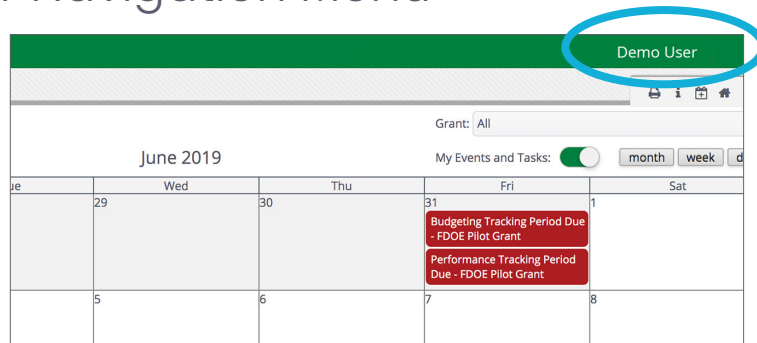 Navigation menu
Demo User
Grant: All
June 2019
My Events and Tasks:
month week d
ue Wed Thu Fri Sat
29 30 31 1
Budgeting Tracking Period Due
- FDOE Pilot Grant
Performance Tracking Period
Due - FDOE Pilot Grant
5 6 7 8